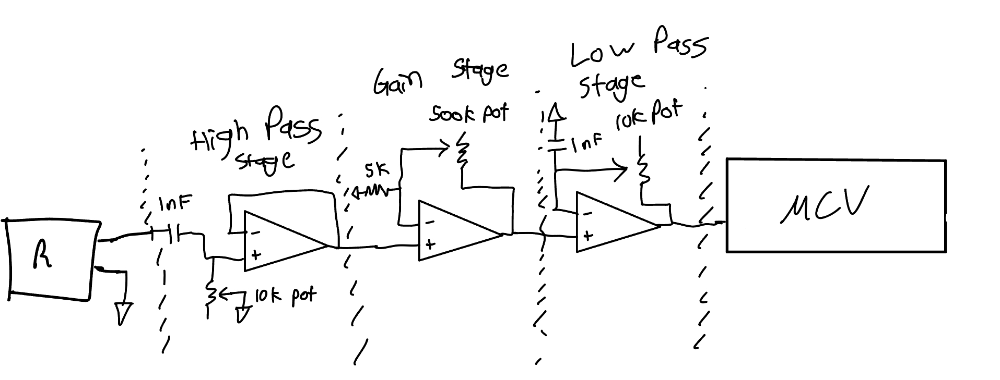 Low Pass
Stage
Gain Stage
500k pot
10k Pot
High Pass
Stage
1nF
5k
1nF
R
-
+
10k pot
-
+
-
+
MCU